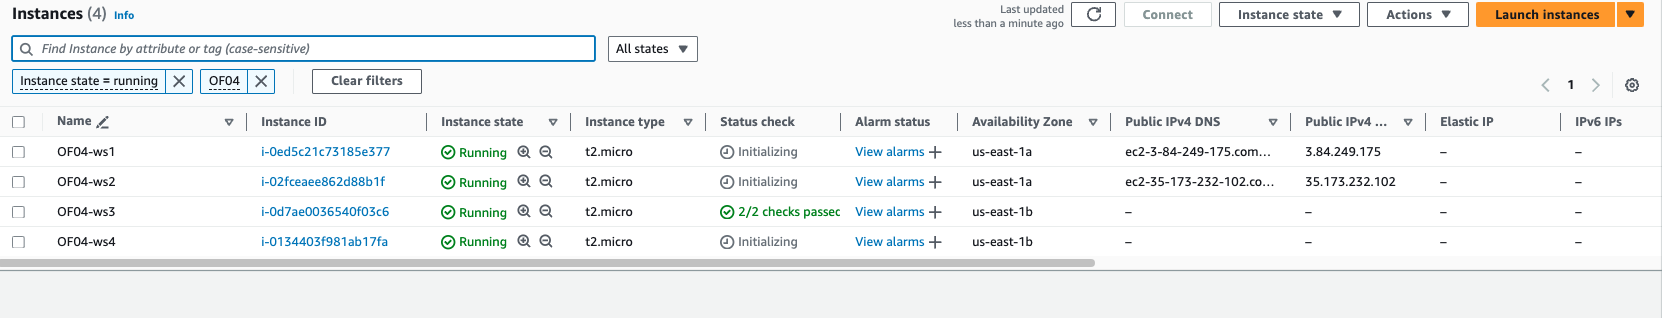 Instances (4) Info
Last updated
less than a minute ago
Connect
Instance state
Actions
Launch instances
Find Instance by attribute or tag (case-sensitive)
All states
Instance state = running
OF04
Clear filters
1
Name Instance ID Instance state Instance type Status check Alarm status Availability Zone Public IPv4 DNS Public IPv4 ... Elastic IP IPv6 IPs
OF04-ws1 i-0ed5c21c73185e377 Running t2.micro Initializing View alarms + us-east-1a ec2-3-84-249-175.com... 3.84.249.175 – –
OF04-ws2 i-02fceaee862d88b1f Running t2.micro Initializing View alarms + us-east-1a ec2-35-173-232-102.co... 35.173.232.102 – –
OF04-ws3 i-0d7ae0036540f03c6 Running t2.micro 2/2 checks passed View alarms + us-east-1b – – – –
OF04-ws4 i-0134403f981ab17fa Running t2.micro Initializing View alarms + us-east-1b – – – –